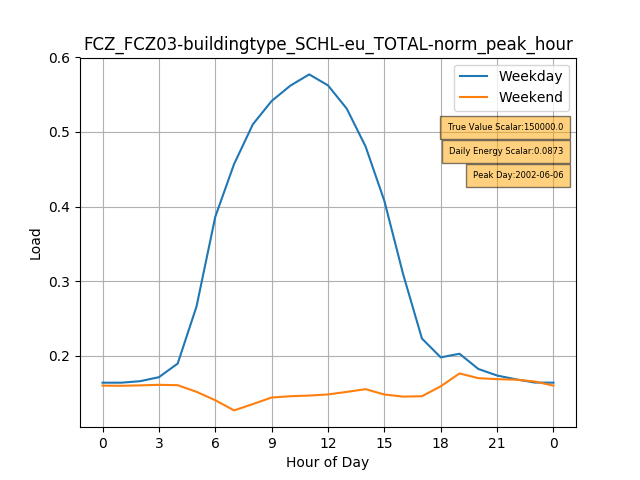 FCZ_FCZ03-buildingtype_SCHL-eu_TOTAL-norm_peak_hour
0.6
0.5
0.4
0.3
0.2
Load
Weekday
Weekend
True Value Scalar:150000.0
Daily Energy Scalar:0.0873
Peak Day:2002-06-06
0 3 6 9 12 15 18 21 0
Hour of Day